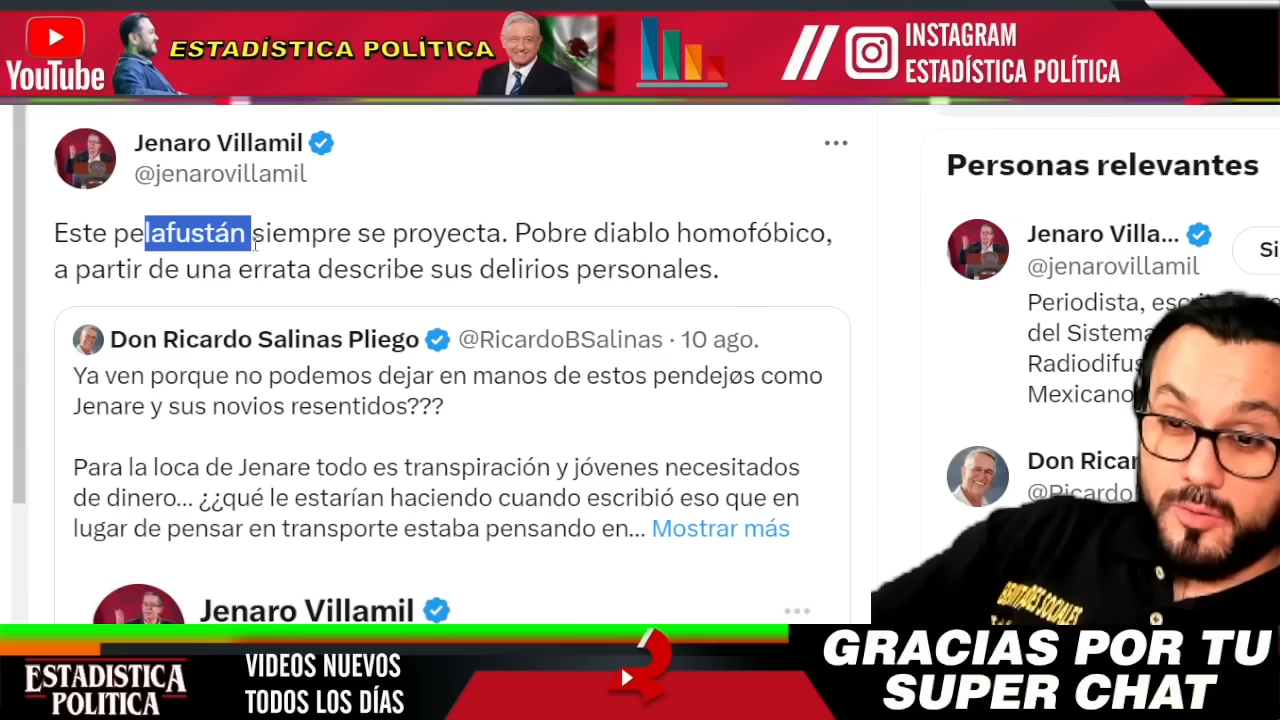 YouTube
ESTADÍSTICA POLÍTICA
INSTAGRAM
ESTADÍSTICA POLÍTICA
Jenaro Villamil
@jenarovillamil
Este pelafustán siempre se proyecta. Pobre diablo homofóbico,
a partir de una errata describe sus delirios personales.
Don Ricardo Salinas Pliego @RicardoBSalinas · 10 ago.
Ya ven porque no podemos dejar en manos de estos pendejøs como
Jenare y sus novios resentidos???
Para la loca de Jenare todo es transpiración y jóvenes necesitados
de dinero... ¿¿qué le estarían haciendo cuando escribió eso que en
lugar de pensar en transporte estaba pensando en... Mostrar más
Jenaro Villamil
Personas relevantes
Jenaro Villa...
@jenarovillamil
Periodista,
del Sistema
Mexicano
Don
ESTADISTICA
POLITICA
VIDEOS NUEVOS
TODOS LOS DÍAS
GRACIAS POR TU
SUPER CHAT